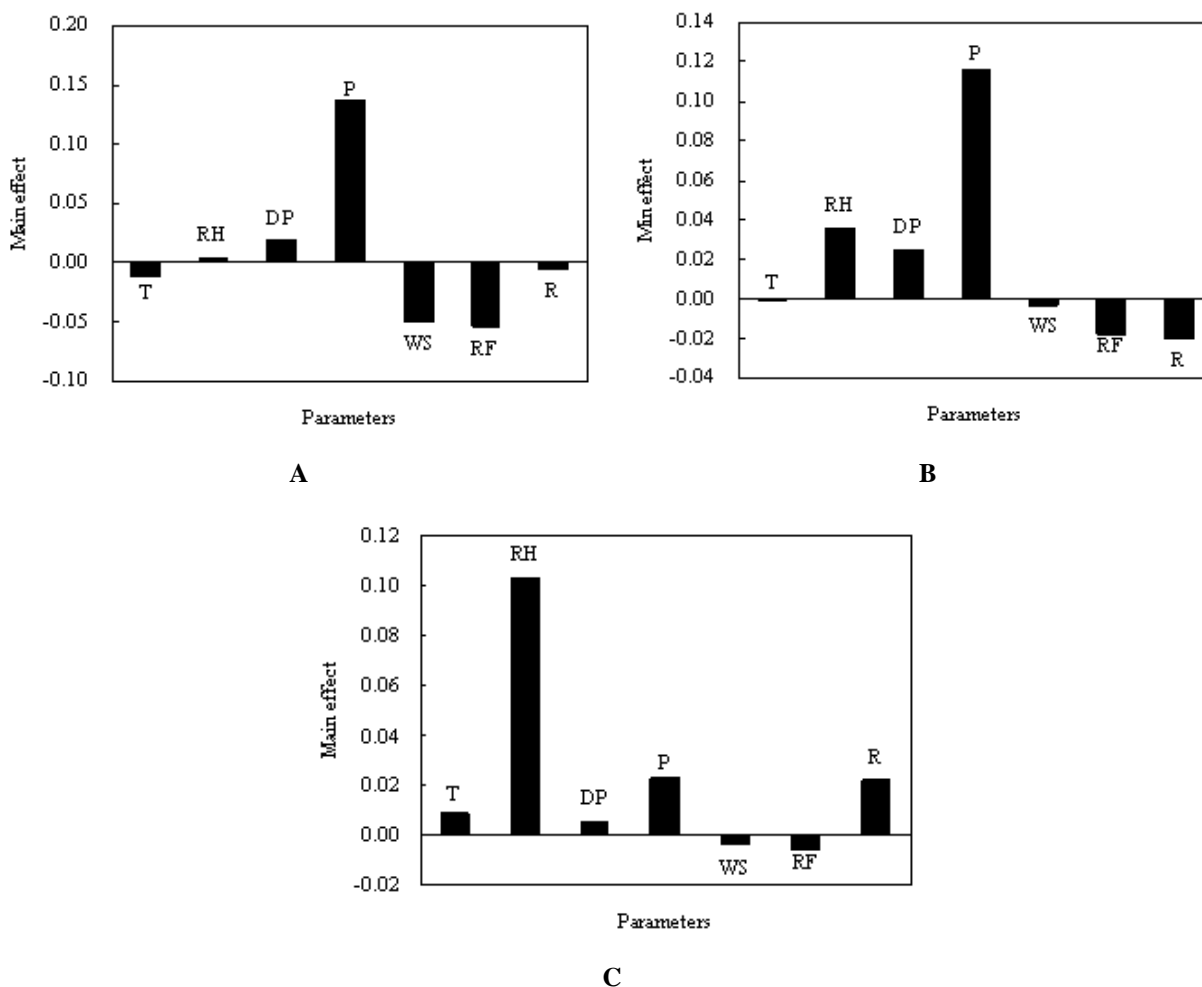 0.20
0.15
0.10
0.05
0.00
-0.05
-0.10
Main effect
T
RH
DP
P
WS
RF
R
Parameters
A
0.14
0.12
0.10
0.08
0.06
0.04
0.02
0.00
-0.02
-0.04
Min effect
T
RH
DP
P
WS
RF
R
Parameters
B
0.12
0.10
0.08
0.06
0.04
0.02
0.00
-0.02
Main effect
T
RH
DP
P
WS
RF
R
Parameters
C